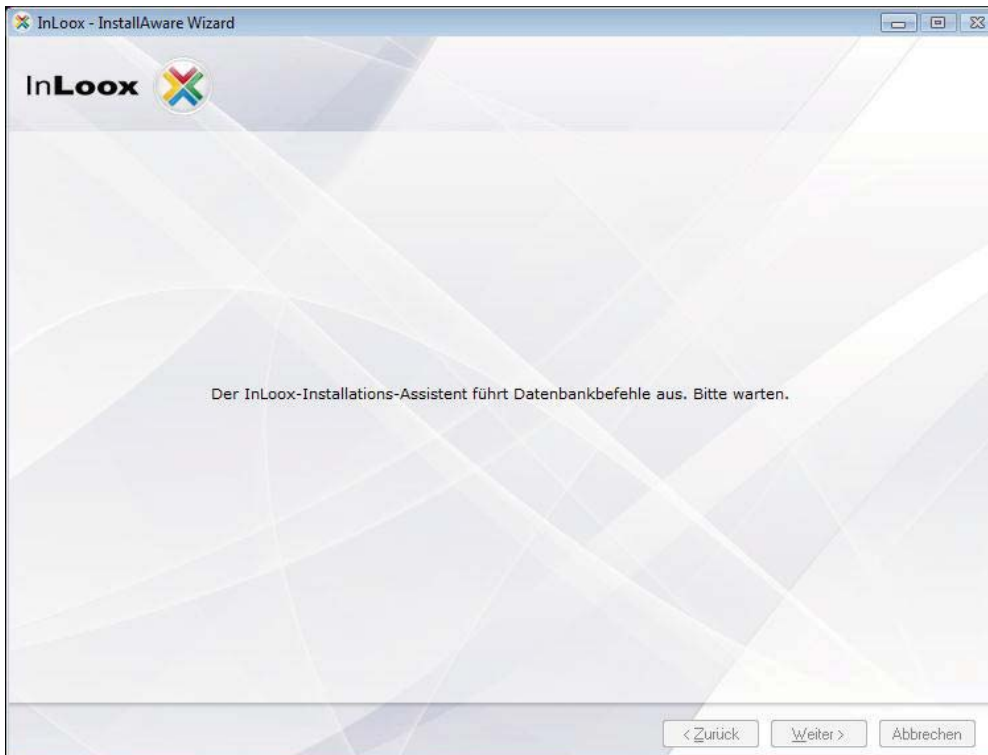 InLoox - InstallAware Wizard
InLoox
Der InLoox-Installations-Assistent führt Datenbankbefehle aus. Bitte warten.
< Zurück
Weiter >
Abbrechen